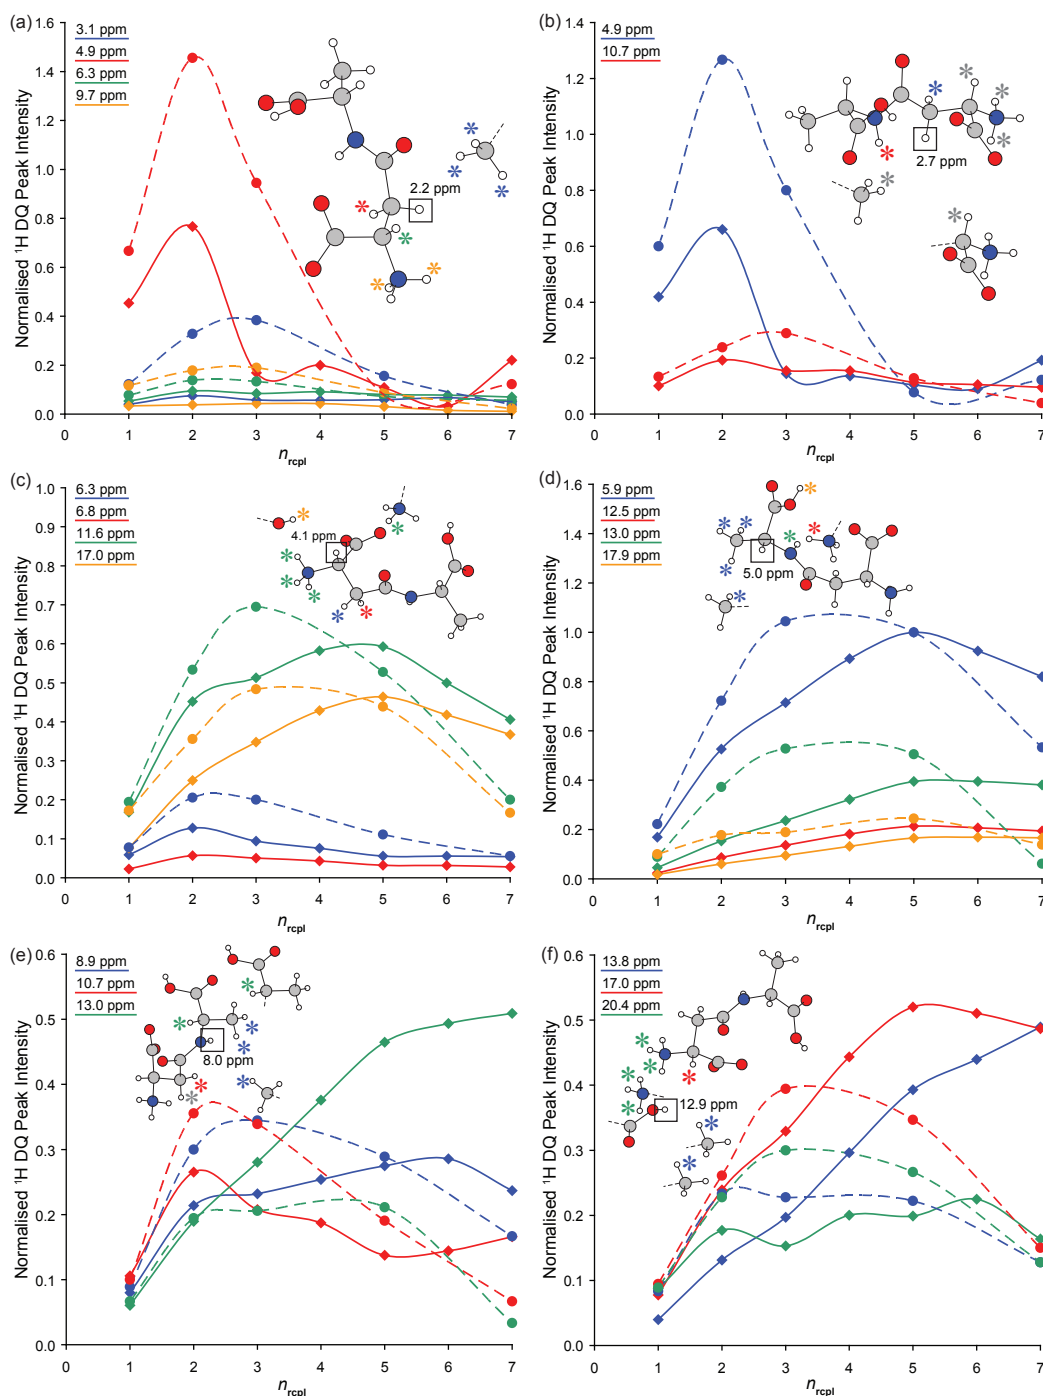 (a)
Normalised ¹H DQ Peak Intensity
1.6
1.4
1.2
1.0
0.8
0.6
0.4
0.2
0.0
0 1 2 3 4 5 6 7
n_rcpl
3.1 ppm
4.9 ppm
6.3 ppm
9.7 ppm
2.2 ppm
(b)
Normalised ¹H DQ Peak Intensity
1.4
1.2
1.0
0.8
0.6
0.4
0.2
0.0
0 1 2 3 4 5 6 7
n_rcpl
4.9 ppm
10.7 ppm
2.7 ppm
(c)
Normalised ¹H DQ Peak Intensity
1.0
0.9
0.8
0.7
0.6
0.5
0.4
0.3
0.2
0.1
0.0
0 1 2 3 4 5 6 7
n_rcpl
6.3 ppm
6.8 ppm
11.6 ppm
17.0 ppm
4.1 ppm
(d)
Normalised ¹H DQ Peak Intensity
1.6
1.4
1.2
1.0
0.8
0.6
0.4
0.2
0.0
0 1 2 3 4 5 6 7
n_rcpl
5.9 ppm
12.5 ppm
13.0 ppm
17.9 ppm
5.0 ppm
(e)
Normalised ¹H DQ Peak Intensity
0.6
0.5
0.4
0.3
0.2
0.1
0.0
0 1 2 3 4 5 6 7
n_rcpl
8.9 ppm
10.7 ppm
13.0 ppm
8.0 ppm
(f)
Normalised ¹H DQ Peak Intensity
0.6
0.5
0.4
0.3
0.2
0.1
0.0
0 1 2 3 4 5 6 7
n_rcpl
13.8 ppm
17.0 ppm
20.4 ppm
12.9 ppm